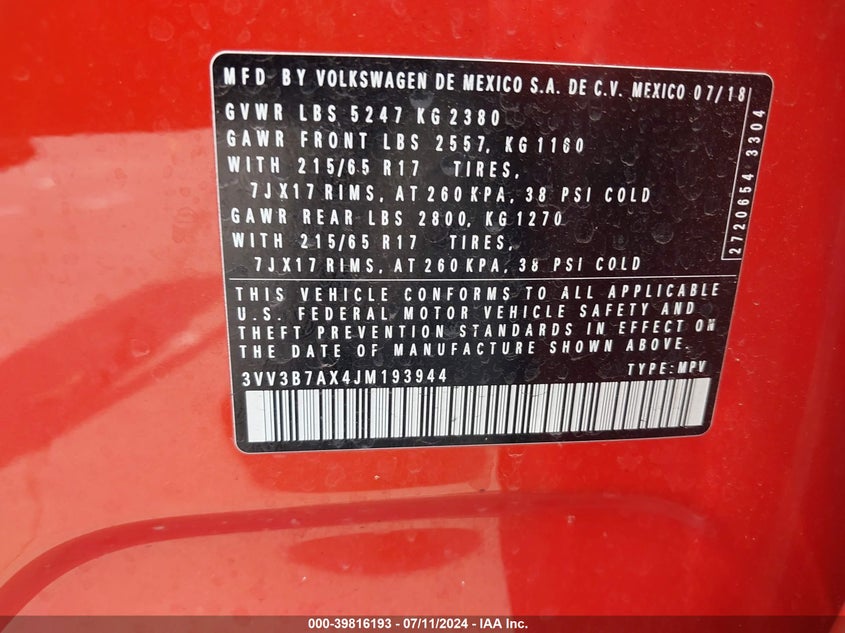 MFD BY VOLKSWAGEN DE MEXICO S.A. DE C.V. MEXICO 07/18
GVWR LBS 5247 KG 2380
GAWR FRONT LBS 2557, KG 1160
WITH 215/65 R17 TIRES,
7JX17 RIMS, AT 260 KPA, 38 PSI COLD
GAWR REAR LBS 2800, KG 1270
WITH 215/65 R17 TIRES,
7JX17 RIMS, AT 260 KPA, 38 PSI COLD
2720654 3304
THIS VEHICLE CONFORMS TO ALL APPLICABLE
U.S. FEDERAL MOTOR VEHICLE SAFETY AND
THEFT PREVENTION STANDARDS IN EFFECT ON
THE DATE OF MANUFACTURE SHOWN ABOVE.
3VV3B7AX4JM193944 TYPE: MPV
000-39816193 - 07/11/2024 - IAA Inc.